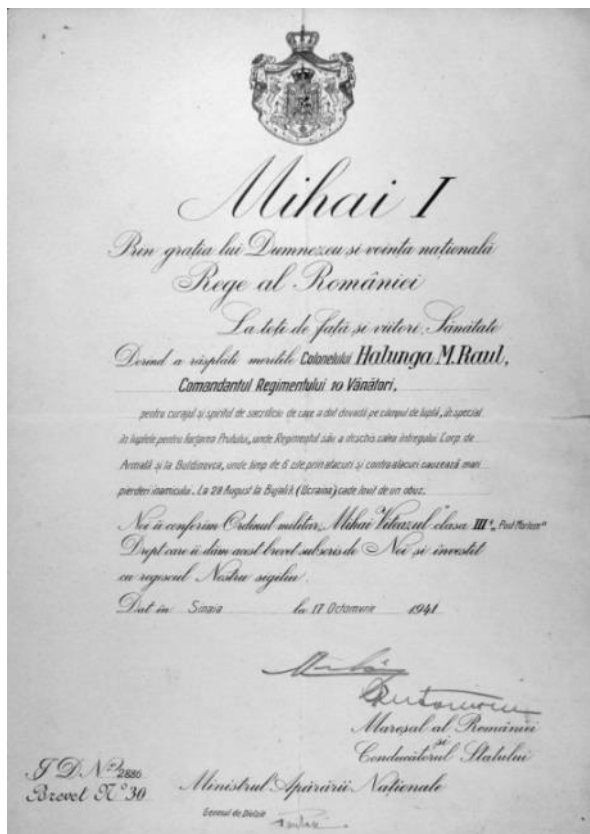 Mihai I
Prin grația lui Dumnezeu și voința națională
Rege al României
La toți de față și viitori, Sănătate
Dorind a răsplăti meritele Colonelului Halunga M. Raul,
Comandantul Regimentului 10 Vânători,
pentru curajul și spiritul de sacrificiu de care a dat dovadă pe câmpul de luptă, în special
în luptele pentru forțarea Prutului, unde Regimentul său a deschis calea întregului Corp de
Armată și la Buldinovca, unde timp de 6 zile prin atacuri și contraatacuri cauzează mari
pierderi inamicului. La 28 August la Bujalik (Ucraina) cade lovit de un obuz.
Noi îi conferim Ordinul militar „Mihai Viteazul" clasa III-a „Post Mortem"
Drept care îi dăm acest brevet subscris de Noi și investit
cu regescul Nostru sigiliu.
Dat în Sinaia la 17 Octomvrie 1941
Mareșal al României
și
Conducătorul Statului
I D No 2886
Brevet No 30
Ministrul Apărării Naționale
General de Divizie